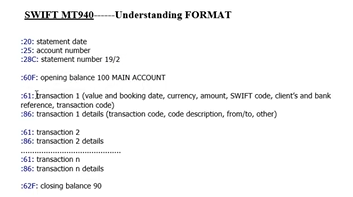 SWIFT MT940------Understanding FORMAT
:20: statement date
:25: account number
:28C: statement number 19/2
:60F: opening balance 100 MAIN ACCOUNT
:61: transaction 1 (value and booking date, currency, amount, SWIFT code, client's and bank
reference, transaction code)
:86: transaction 1 details (transaction code, code description, from/to, other)
:61: transaction 2
:86: transaction 2 details
..........................................
:61: transaction n
:86: transaction n details
:62F: closing balance 90